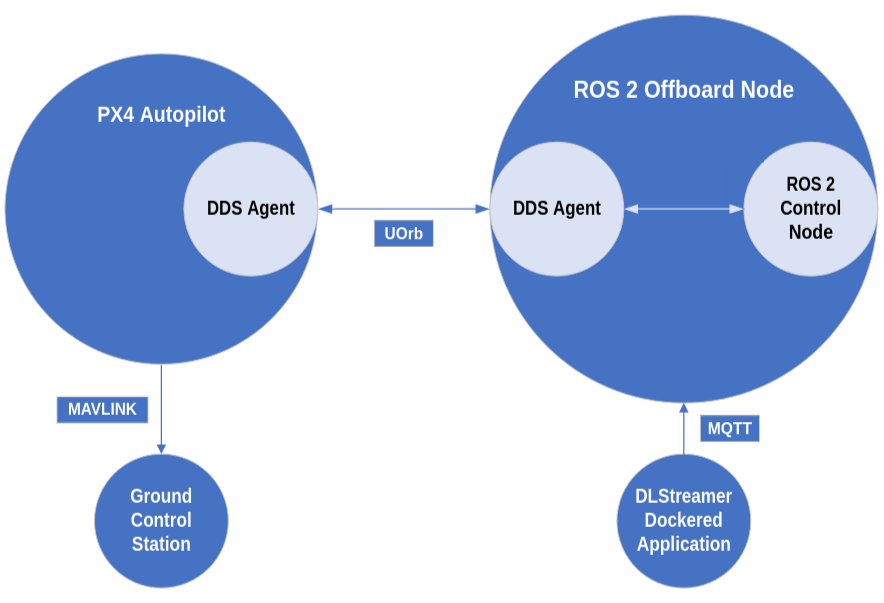 PX4 Autopilot
DDS Agent
UOrb
ROS 2 Offboard Node
DDS Agent
ROS 2
Control
Node
MAVLINK
Ground
Control
Station
MQTT
DLStreamer
Dockered
Application